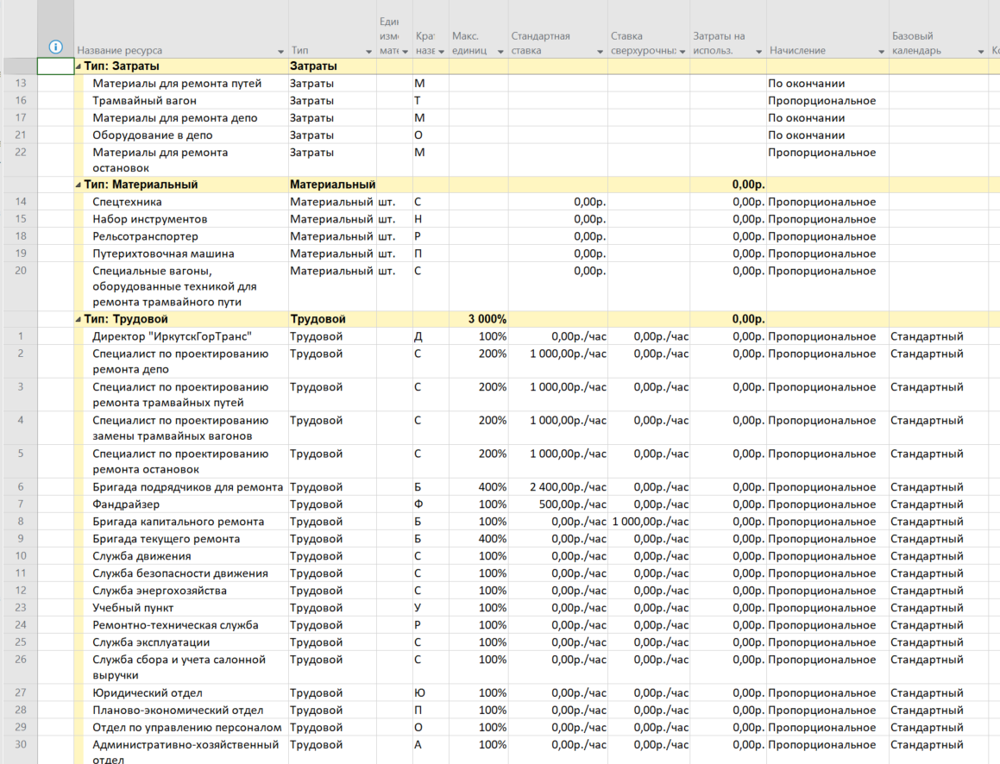 Един
изме Крат Макс. Стандартная Ставка Затраты на Базовый
Название ресурса Тип мате назв единиц ставка сверхурочных использ. Начисление календарь
Тип: Затраты Затраты
13 Материалы для ремонта путей Затраты М По окончании
16 Трамвайный вагон Затраты Т Пропорциональное
17 Материалы для ремонта депо Затраты М По окончании
21 Оборудование в депо Затраты О По окончании
22 Материалы для ремонта Затраты М Пропорциональное
остановок
Тип: Материальный Материальный 0,00р.
14 Спецтехника Материальный шт. С 0,00р. 0,00р. Пропорциональное
15 Набор инструментов Материальный шт. Н 0,00р. 0,00р. Пропорциональное
18 Рельсотранспортер Материальный шт. Р 0,00р. 0,00р. Пропорциональное
19 Путерихтовочная машина Материальный шт. П 0,00р. 0,00р. Пропорциональное
20 Специальные вагоны, Материальный шт. С 0,00р. 0,00р. Пропорциональное
оборудованные техникой для
ремонта трамвайного пути
Тип: Трудовой Трудовой 3 000% 0,00р.
1 Директор "ИркутскГорТранс" Трудовой Д 100% 0,00р./час 0,00р./час 0,00р. Пропорциональное Стандартный
2 Специалист по проектированию Трудовой С 200% 1 000,00р./час 0,00р./час 0,00р. Пропорциональное Стандартный
ремонта депо
3 Специалист по проектированию Трудовой С 200% 1 000,00р./час 0,00р./час 0,00р. Пропорциональное Стандартный
ремонта трамвайных путей
4 Специалист по проектированию Трудовой С 200% 1 000,00р./час 0,00р./час 0,00р. Пропорциональное Стандартный
замены трамвайных вагонов
5 Специалист по проектированию Трудовой С 200% 1 000,00р./час 0,00р./час 0,00р. Пропорциональное Стандартный
ремонта остановок
6 Бригада подрядчиков для ремонта Трудовой Б 400% 2 400,00р./час 0,00р./час 0,00р. Пропорциональное Стандартный
7 Фандрайзер Трудовой Ф 100% 500,00р./час 0,00р./час 0,00р. Пропорциональное Стандартный
8 Бригада капитального ремонта Трудовой Б 100% 0,00р./час 1 000,00р./час 0,00р. Пропорциональное Стандартный
9 Бригада текущего ремонта Трудовой Б 400% 0,00р./час 0,00р./час 0,00р. Пропорциональное Стандартный
10 Служба движения Трудовой С 100% 0,00р./час 0,00р./час 0,00р. Пропорциональное Стандартный
11 Служба безопасности движения Трудовой С 100% 0,00р./час 0,00р./час 0,00р. Пропорциональное Стандартный
12 Служба энергохозяйства Трудовой С 100% 0,00р./час 0,00р./час 0,00р. Пропорциональное Стандартный
23 Учебный пункт Трудовой У 100% 0,00р./час 0,00р./час 0,00р. Пропорциональное Стандартный
24 Ремонтно-техническая служба Трудовой Р 100% 0,00р./час 0,00р./час 0,00р. Пропорциональное Стандартный
25 Служба эксплуатации Трудовой С 100% 0,00р./час 0,00р./час 0,00р. Пропорциональное Стандартный
26 Служба сбора и учета салонной Трудовой С 100% 0,00р./час 0,00р./час 0,00р. Пропорциональное Стандартный
выручки
27 Юридический отдел Трудовой Ю 100% 0,00р./час 0,00р./час 0,00р. Пропорциональное Стандартный
28 Планово-экономический отдел Трудовой П 100% 0,00р./час 0,00р./час 0,00р. Пропорциональное Стандартный
29 Отдел по управлению персоналом Трудовой О 100% 0,00р./час 0,00р./час 0,00р. Пропорциональное Стандартный
30 Административно-хозяйственный Трудовой А 100% 0,00р./час 0,00р./час 0,00р. Пропорциональное Стандартный
отдел